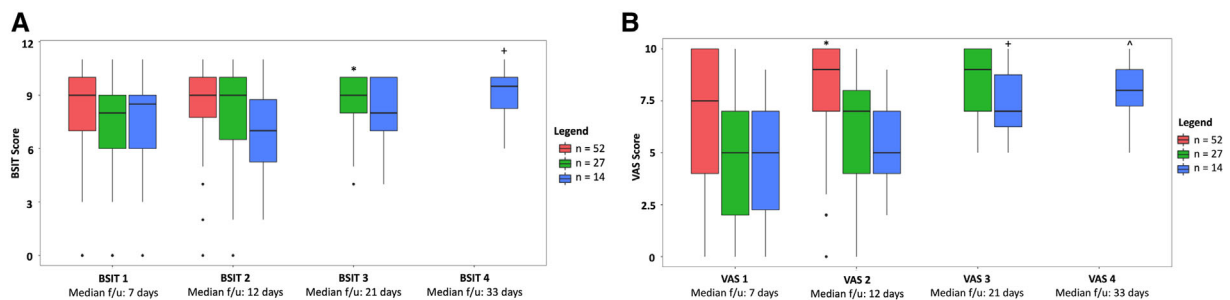 A
12
9
6
3
0
BSIT Score
*
+
Legend
n = 52
n = 27
n = 14
BSIT 1
Median f/u: 7 days
BSIT 2
Median f/u: 12 days
BSIT 3
Median f/u: 21 days
BSIT 4
Median f/u: 33 days
B
10
7.5
5
2.5
0
VAS Score
*
+
^
Legend
n = 52
n = 27
n = 14
VAS 1
Median f/u: 7 days
VAS 2
Median f/u: 12 days
VAS 3
Median f/u: 21 days
VAS 4
Median f/u: 33 days